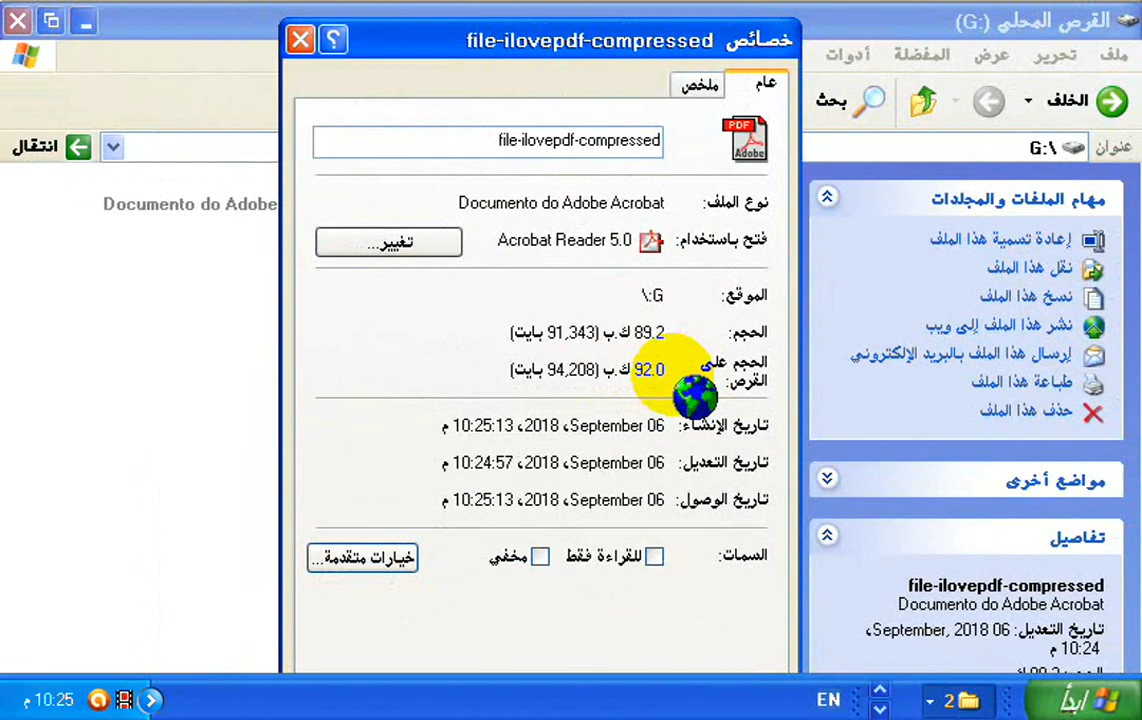 القرص المحلي (G:)
ملف تحرير عرض المفضلة أدوات
الخلف بحث
عنوان G:\ انتقال
مهام الملفات والمجلدات
إعادة تسمية هذا الملف
نقل هذا الملف
نسخ هذا الملف
نشر هذا الملف إلى ويب
إرسال هذا الملف بالبريد الإلكتروني
طباعة هذا الملف
حذف هذا الملف
مواضع أخرى
تفاصيل
file-ilovepdf-compressed
Documento do Adobe Acrobat
تاريخ التعديل: 06 September, 2018،
10:24 م
خصائص file-ilovepdf-compressed
عام ملخص
PDF
Adobe
file-ilovepdf-compressed
نوع الملف: Documento do Adobe Acrobat
فتح باستخدام: Acrobat Reader 5.0 تغيير...
الموقع: G:\
الحجم: 89.2 ك.ب (91,343 بايت)
الحجم على القرص: 92.0 ك.ب (94,208 بايت)
تاريخ الإنشاء: 06 September، 2018، 10:25:13 م
تاريخ التعديل: 06 September، 2018، 10:24:57 م
تاريخ الوصول: 06 September، 2018، 10:25:13 م
السمات: للقراءة فقط مخفي خيارات متقدمة...
Documento do Adobe
ابدأ 2 EN 10:25 م